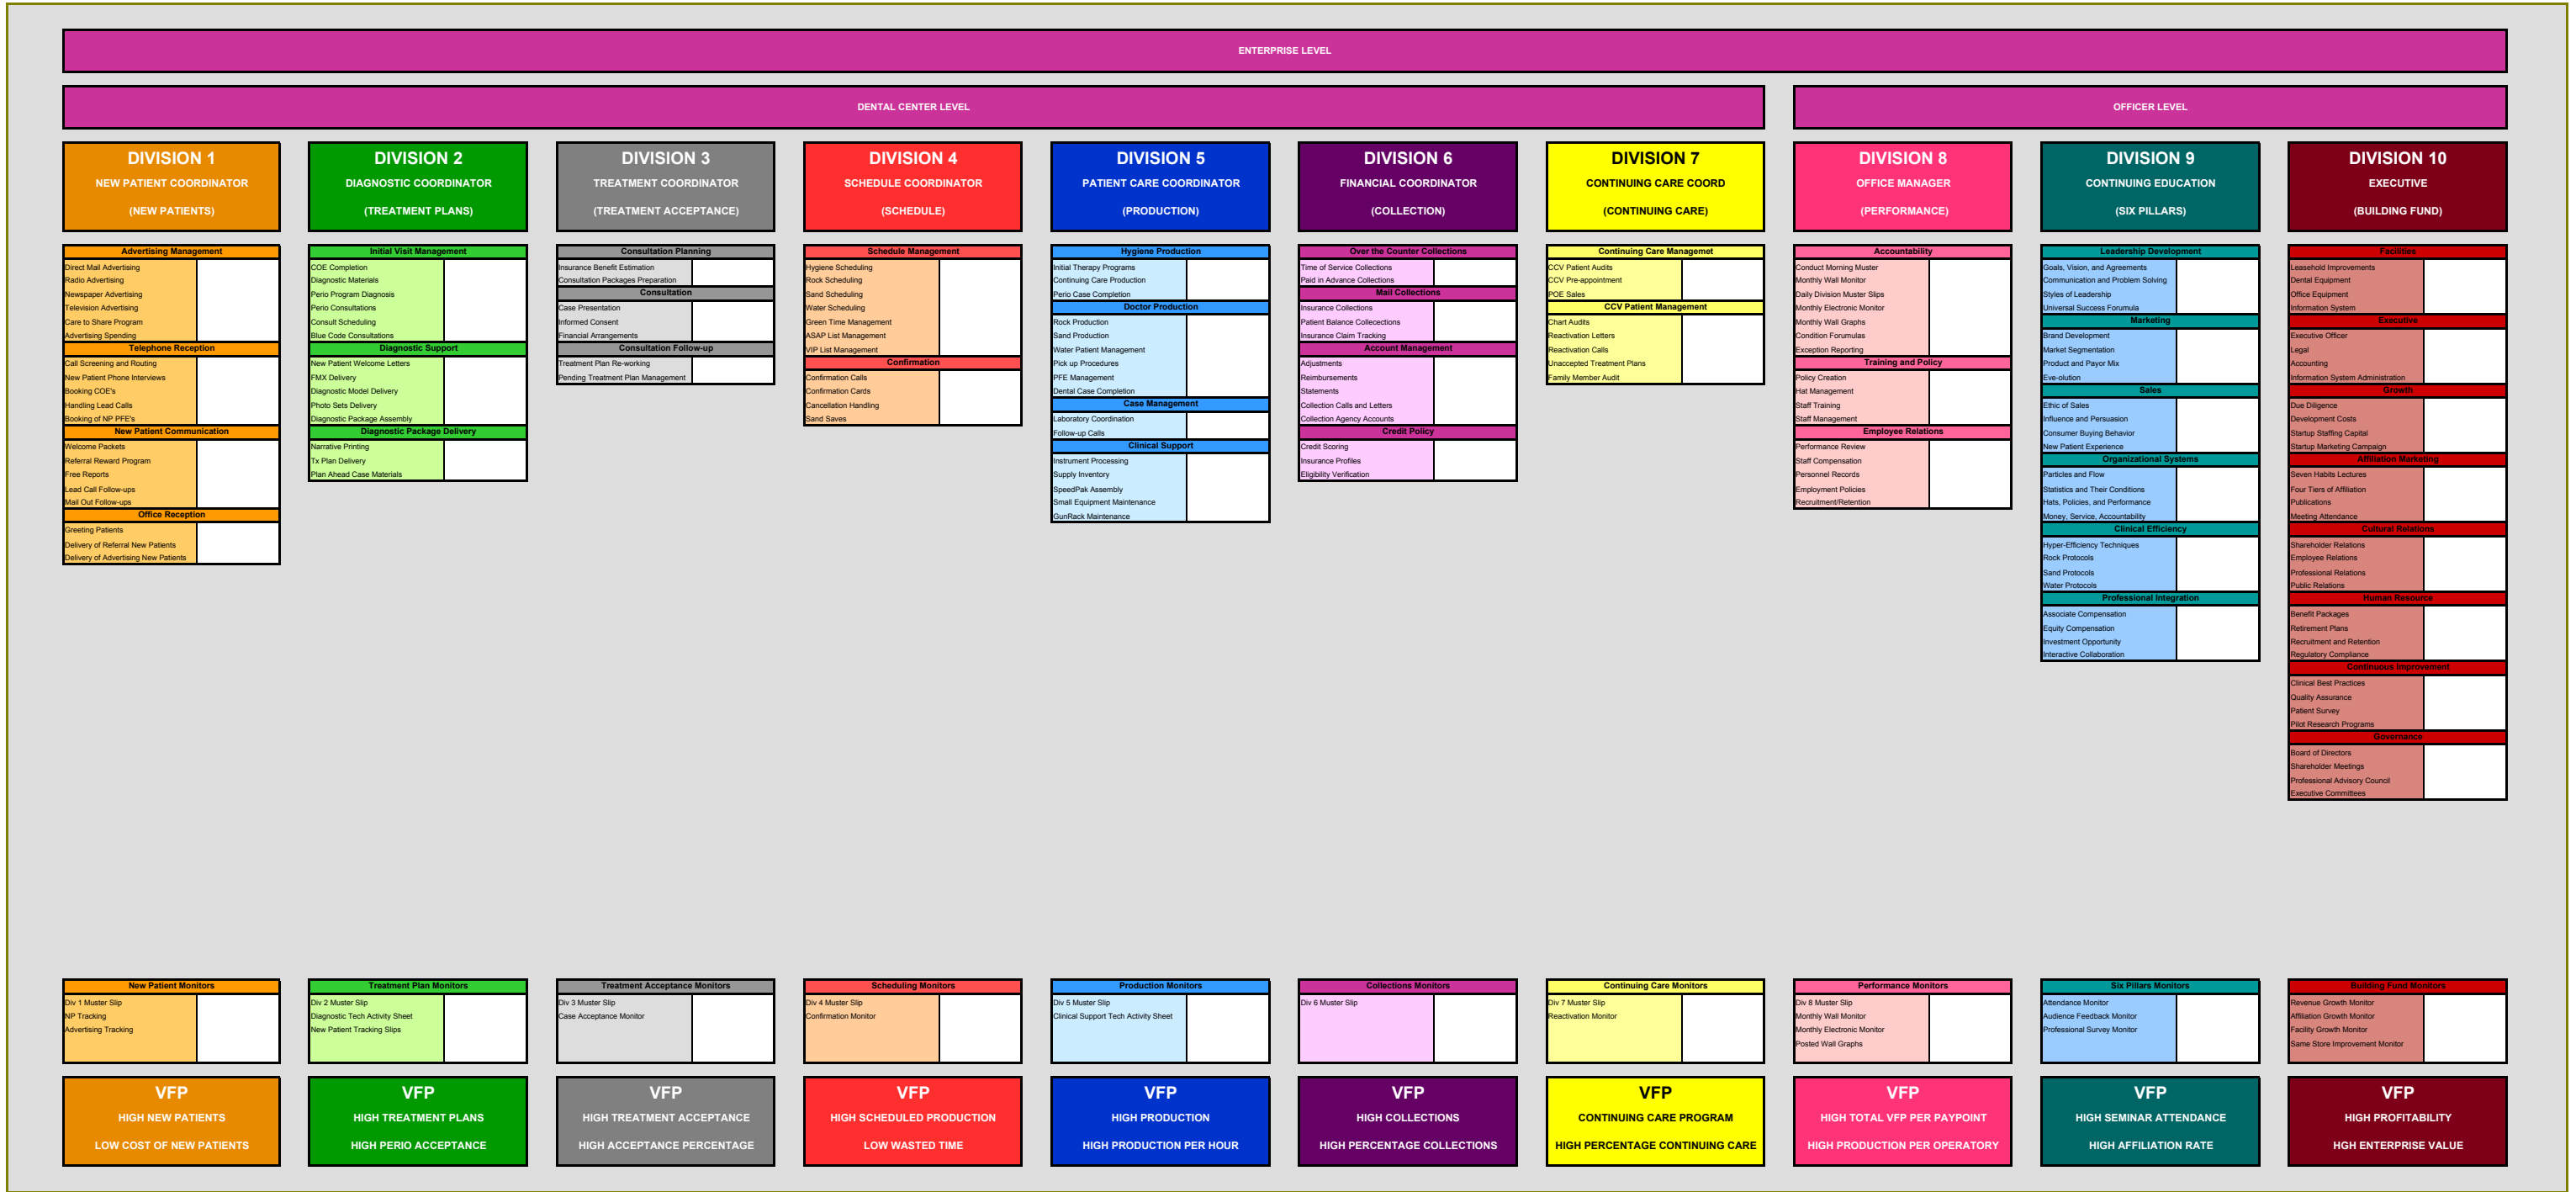 ENTERPRISE LEVEL
DENTAL CENTER LEVEL
OFFICER LEVEL
DIVISION 1
NEW PATIENT COORDINATOR
(NEW PATIENTS)
Advertising Management
Direct Mail Advertising
Radio Advertising
Newspaper Advertising
Television Advertising
Care to Share Program
Advertising Spending
Telephone Reception
Call Screening and Routing
New Patient Phone Interviews
Booking COE's
Handling Lead Calls
Booking of NP PFE's
New Patient Communication
Welcome Packets
Referral Reward Program
Free Reports
Lead Call Follow-ups
Mail Out Follow-ups
Office Reception
Greeting Patients
Delivery of Referral New Patients
Delivery of Advertising New Patients
New Patient Monitors
Div 1 Muster Slip
NP Tracking
Advertising Tracking
VFP
HIGH NEW PATIENTS
LOW COST OF NEW PATIENTS
DIVISION 2
DIAGNOSTIC COORDINATOR
(TREATMENT PLANS)
Initial Visit Management
COE Completion
Diagnostic Materials
Perio Program Diagnosis
Perio Consultations
Consult Scheduling
Blue Code Consultations
Diagnostic Support
New Patient Welcome Letters
FMX Delivery
Diagnostic Model Delivery
Photo Sets Delivery
Diagnostic Package Assembly
Diagnostic Package Delivery
Narrative Printing
Tx Plan Delivery
Plan Ahead Case Materials
Treatment Plan Monitors
Div 2 Muster Slip
Diagnostic Tech Activity Sheet
New Patient Tracking Slips
VFP
HIGH TREATMENT PLANS
HIGH PERIO ACCEPTANCE
DIVISION 3
TREATMENT COORDINATOR
(TREATMENT ACCEPTANCE)
Consultation Planning
Insurance Benefit Estimation
Consultation Packages Preparation
Consultation
Case Presentation
Informed Consent
Financial Arrangements
Consultation Follow-up
Treatment Plan Re-working
Pending Treatment Plan Management
Treatment Acceptance Monitors
Div 3 Muster Slip
Case Acceptance Monitor
VFP
HIGH TREATMENT ACCEPTANCE
HIGH ACCEPTANCE PERCENTAGE
DIVISION 4
SCHEDULE COORDINATOR
(SCHEDULE)
Schedule Management
Hygiene Scheduling
Rock Scheduling
Sand Scheduling
Water Scheduling
Green Time Management
ASAP List Management
VIP List Management
Confirmation
Confirmation Calls
Confirmation Cards
Cancellation Handling
Sand Saves
Scheduling Monitors
Div 4 Muster Slip
Confirmation Monitor
VFP
HIGH SCHEDULED PRODUCTION
LOW WASTED TIME
DIVISION 5
PATIENT CARE COORDINATOR
(PRODUCTION)
Hygiene Production
Initial Therapy Programs
Continuing Care Production
Perio Case Completion
Doctor Production
Rock Production
Sand Production
Water Patient Management
Pick up Procedures
PFE Management
Dental Case Completion
Case Management
Laboratory Coordination
Follow-up Calls
Clinical Support
Instrument Processing
Supply Inventory
SpeedPak Assembly
Small Equipment Maintenance
GunRack Maintenance
Production Monitors
Div 5 Muster Slip
Clinical Support Tech Activity Sheet
VFP
HIGH PRODUCTION
HIGH PRODUCTION PER HOUR
DIVISION 6
FINANCIAL COORDINATOR
(COLLECTION)
Over the Counter Collections
Time of Service Collections
Paid in Advance Collections
Mail Collections
Insurance Collections
Patient Balance Collecections
Insurance Claim Tracking
Account Management
Adjustments
Reimbursements
Statements
Collection Calls and Letters
Collection Agency Accounts
Credit Policy
Credit Scoring
Insurance Profiles
Eligibility Verification
Collections Monitors
Div 6 Muster Slip
VFP
HIGH COLLECTIONS
HIGH PERCENTAGE COLLECTIONS
DIVISION 7
CONTINUING CARE COORD
(CONTINUING CARE)
Continuing Care Managemet
CCV Patient Audits
CCV Pre-appointment
POE Sales
CCV Patient Management
Chart Audits
Reactivation Letters
Reactivation Calls
Unaccepted Treatment Plans
Family Member Audit
Continuing Care Monitors
Div 7 Muster Slip
Reactivation Monitor
VFP
CONTINUING CARE PROGRAM
HIGH PERCENTAGE CONTINUING CARE
DIVISION 8
OFFICE MANAGER
(PERFORMANCE)
Accountability
Conduct Morning Muster
Monthly Wall Monitor
Daily Division Muster Slips
Monthly Electronic Monitor
Monthly Wall Graphs
Condition Forumulas
Exception Reporting
Training and Policy
Policy Creation
Hat Management
Staff Training
Staff Management
Employee Relations
Performance Review
Staff Compensation
Personnel Records
Employment Policies
Recruitment/Retention
Performance Monitors
Div 8 Muster Slip
Monthly Wall Monitor
Monthly Electronic Monitor
Posted Wall Graphs
VFP
HIGH TOTAL VFP PER PAYPOINT
HIGH PRODUCTION PER OPERATORY
DIVISION 9
CONTINUING EDUCATION
(SIX PILLARS)
Leadership Development
Goals, Vision, and Agreements
Communication and Problem Solving
Styles of Leadership
Universal Success Forumula
Marketing
Brand Development
Market Segmentation
Product and Payor Mix
Eve-olution
Sales
Ethic of Sales
Influence and Persuasion
Consumer Buying Behavior
New Patient Experience
Organizational Systems
Particles and Flow
Statistics and Their Conditions
Hats, Policies, and Performance
Money, Service, Accountability
Clinical Efficiency
Hyper-Efficiency Techniques
Rock Protocols
Sand Protocols
Water Protocols
Professional Integration
Associate Compensation
Equity Compensation
Investment Opportunity
Interactive Collaboration
Six Pillars Monitors
Attendance Monitor
Audience Feedback Monitor
Professional Survey Monitor
VFP
HIGH SEMINAR ATTENDANCE
HIGH AFFILIATION RATE
DIVISION 10
EXECUTIVE
(BUILDING FUND)
Facilities
Leasehold Improvements
Dental Equipment
Office Equipment
Information System
Executive
Executive Officer
Legal
Accounting
Information System Administration
Growth
Due Diligence
Development Costs
Startup Staffing Capital
Startup Marketing Campaign
Affiliation Marketing
Seven Habits Lectures
Four Tiers of Affiliation
Publications
Meeting Attendance
Cultural Relations
Shareholder Relations
Employee Relations
Professional Relations
Public Relations
Human Resource
Benefit Packages
Retirement Plans
Recruitment and Retention
Regulatory Compliance
Continuous Improvement
Clinical Best Practices
Quality Assurance
Patient Survey
Pilot Research Programs
Governance
Board of Directors
Shareholder Meetings
Professional Advisory Council
Executive Committees
Building Fund Monitors
Revenue Growth Monitor
Affiliation Growth Monitor
Facility Growth Monitor
Same Store Improvement Monitor
VFP
HIGH PROFITABILITY
HGH ENTERPRISE VALUE